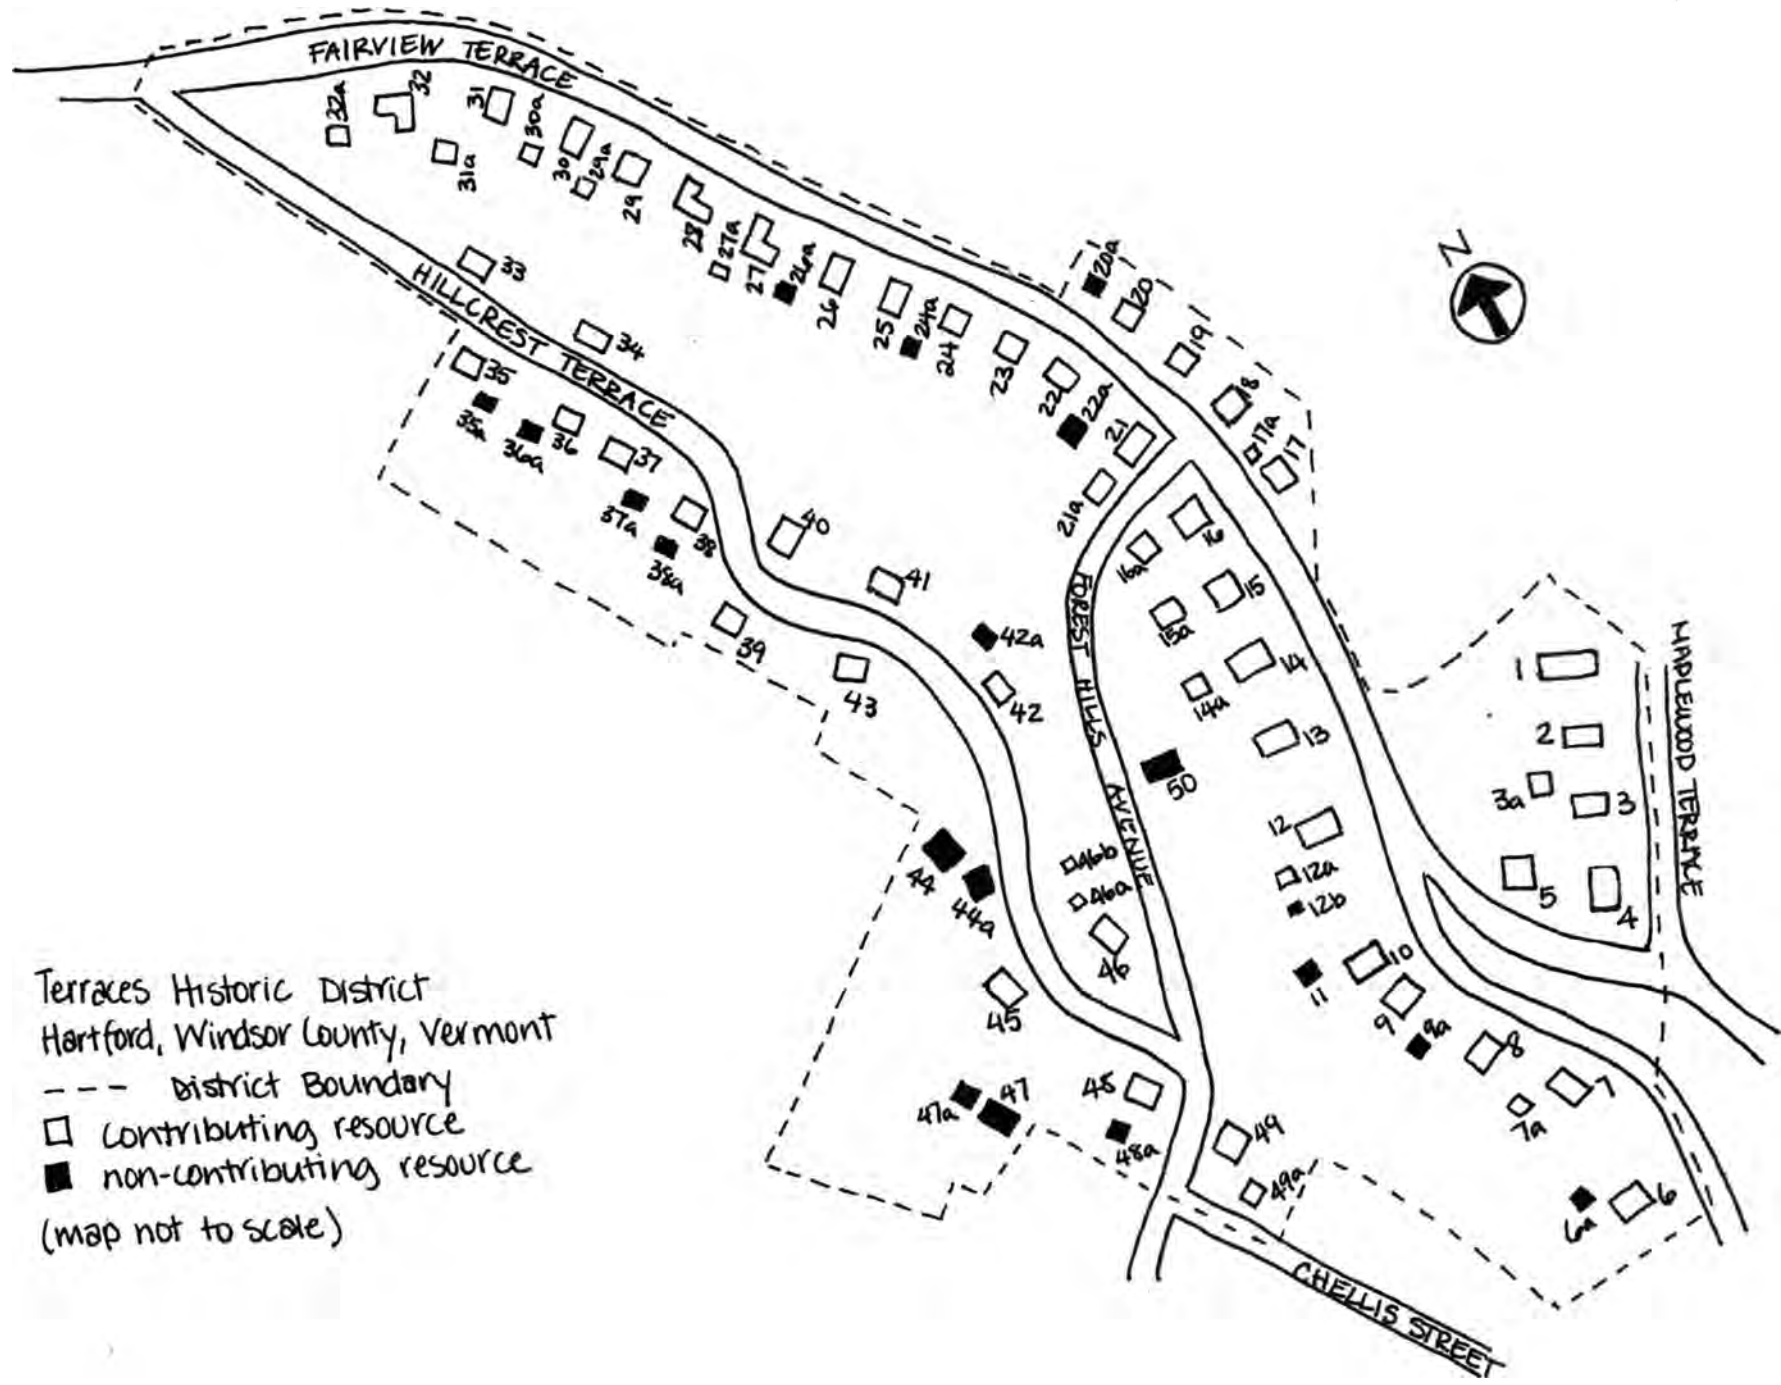 FAIRVIEW TERRACE
32a
32
31
31a
30a
30
29a
29
28
27a
27
26a
26
25
24a
24
23
22
22a
21
21a
20a
20
19
18
17a
17
N
HILLCREST TERRACE
33
34
35
35a
36a
36
37
37a
38
38a
39
40
41
42a
42
43
44
44a
45
46b
46a
46
47a
47
48
48a
49
49a
50
FOREST HILLS AVENUE
16
16a
15
15a
14
14a
13
12
12a
12b
11
10
9
9a
8
7
7a
6
6a
MAPLEWOOD TERRACE
1
2
3a
3
5
4
CHELLIS STREET
Terraces Historic District
Hartford, Windsor County, Vermont
--- District Boundary
contributing resource
non-contributing resource
(map not to scale)